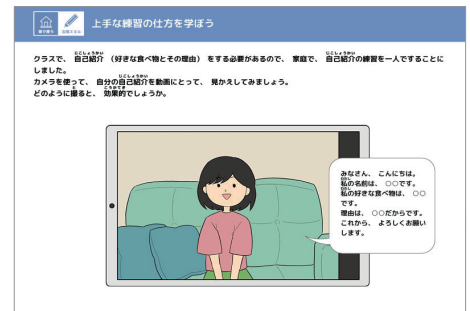 上手な練習の仕方を学ぼう
クラスで、 自己紹介 (好きな食べ物とその理由) をする必要があるので、 家庭で、 自己紹介の練習を一人ですることに
しました。
カメラを使って、 自分の自己紹介を動画にとって、 見かえしてみましょう。
どのように撮ると、 効果的でしょうか。
みなさん、 こんにちは。
私の名前は、 ○○です。
私の好きな食べ物は、 ○○
です。
理由は、 ○○だからです。
これから、 よろしくお願い
します。